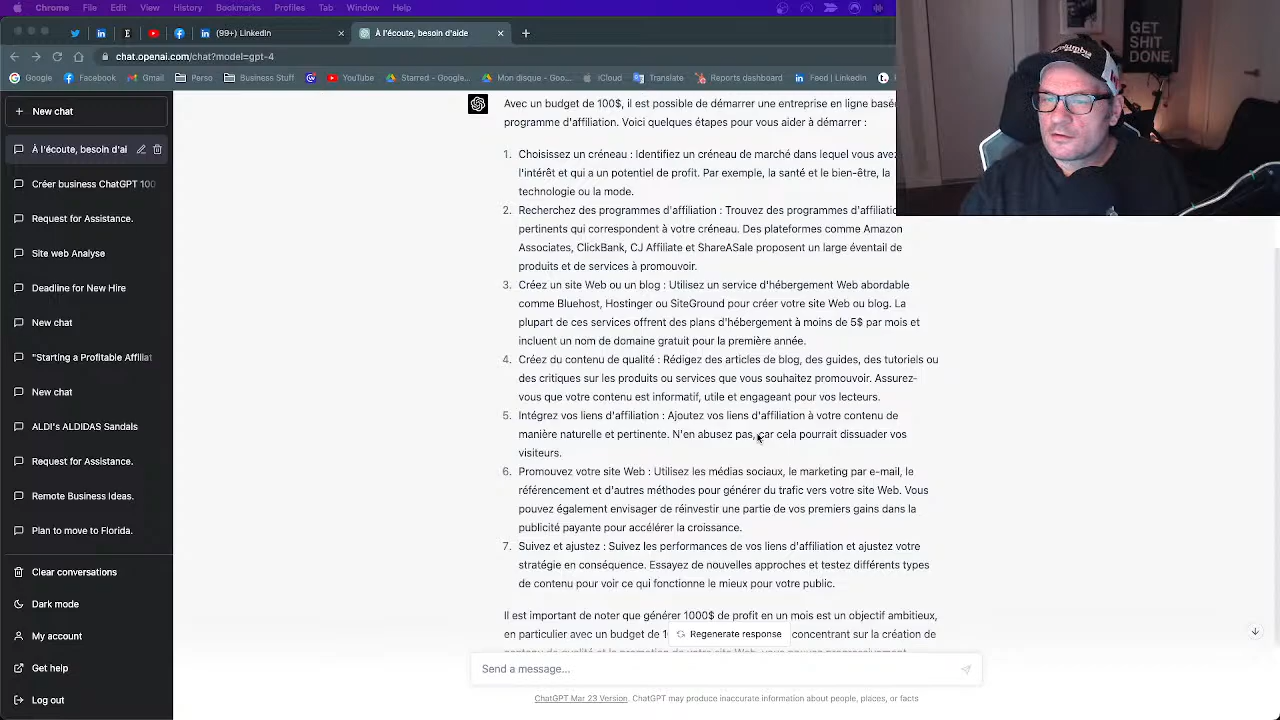 Chrome File Edit View History Bookmarks Profiles Tab Window Help
(99+) LinkedIn
À l'écoute, besoin d'aide
chat.openai.com/chat?model=gpt-4
Google Facebook Gmail Perso Business Stuff YouTube Starred - Google... Mon disque - Goo... iCloud Translate Reports dashboard Feed | LinkedIn
GET
SHIT
DONE.
Columbia
New chat
À l'écoute, besoin d'ai
Créer business ChatGPT 100
Request for Assistance.
Site web Analyse
Deadline for New Hire
New chat
"Starting a Profitable Affiliat
New chat
ALDI's ALDIDAS Sandals
Request for Assistance.
Remote Business Ideas.
Plan to move to Florida.
Clear conversations
Dark mode
My account
Get help
Log out
Avec un budget de 100$, il est possible de démarrer une entreprise en ligne basé
programme d'affiliation. Voici quelques étapes pour vous aider à démarrer :
1. Choisissez un créneau : Identifiez un créneau de marché dans lequel vous avez
l'intérêt et qui a un potentiel de profit. Par exemple, la santé et le bien-être, la
technologie ou la mode.
2. Recherchez des programmes d'affiliation : Trouvez des programmes d'affiliatio
pertinents qui correspondent à votre créneau. Des plateformes comme Amazon
Associates, ClickBank, CJ Affiliate et ShareASale proposent un large éventail de
produits et de services à promouvoir.
3. Créez un site Web ou un blog : Utilisez un service d'hébergement Web abordable
comme Bluehost, Hostinger ou SiteGround pour créer votre site Web ou blog. La
plupart de ces services offrent des plans d'hébergement à moins de 5$ par mois et
incluent un nom de domaine gratuit pour la première année.
4. Créez du contenu de qualité : Rédigez des articles de blog, des guides, des tutoriels ou
des critiques sur les produits ou services que vous souhaitez promouvoir. Assurez-
vous que votre contenu est informatif, utile et engageant pour vos lecteurs.
5. Intégrez vos liens d'affiliation : Ajoutez vos liens d'affiliation à votre contenu de
manière naturelle et pertinente. N'en abusez pas, car cela pourrait dissuader vos
visiteurs.
6. Promouvez votre site Web : Utilisez les médias sociaux, le marketing par e-mail, le
référencement et d'autres méthodes pour générer du trafic vers votre site Web. Vous
pouvez également envisager de réinvestir une partie de vos premiers gains dans la
publicité payante pour accélérer la croissance.
7. Suivez et ajustez : Suivez les performances de vos liens d'affiliation et ajustez votre
stratégie en conséquence. Essayez de nouvelles approches et testez différents types
de contenu pour voir ce qui fonctionne le mieux pour votre public.
Il est important de noter que générer 1000$ de profit en un mois est un objectif ambitieux,
en particulier avec un budget de 1
Regenerate response
concentrant sur la création de
Send a message...
ChatGPT Mar 23 Version. ChatGPT may produce inaccurate information about people, places, or facts